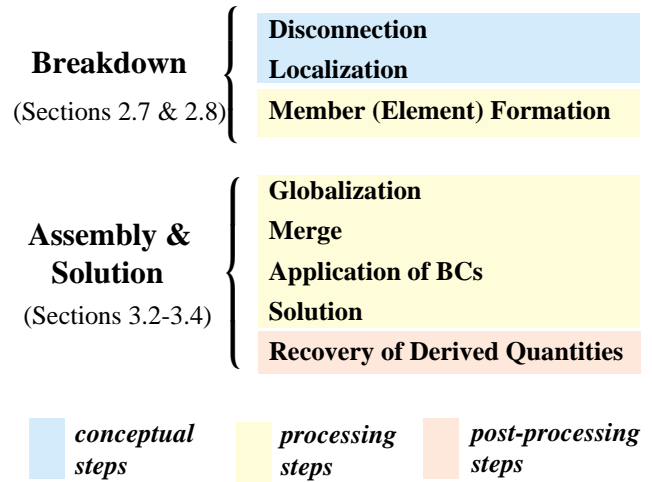 Breakdown
(Sections 2.7 & 2.8)
Disconnection
Localization
Member (Element) Formation
Assembly &
Solution
(Sections 3.2-3.4)
Globalization
Merge
Application of BCs
Solution
Recovery of Derived Quantities
conceptual
steps
processing
steps
post-processing
steps